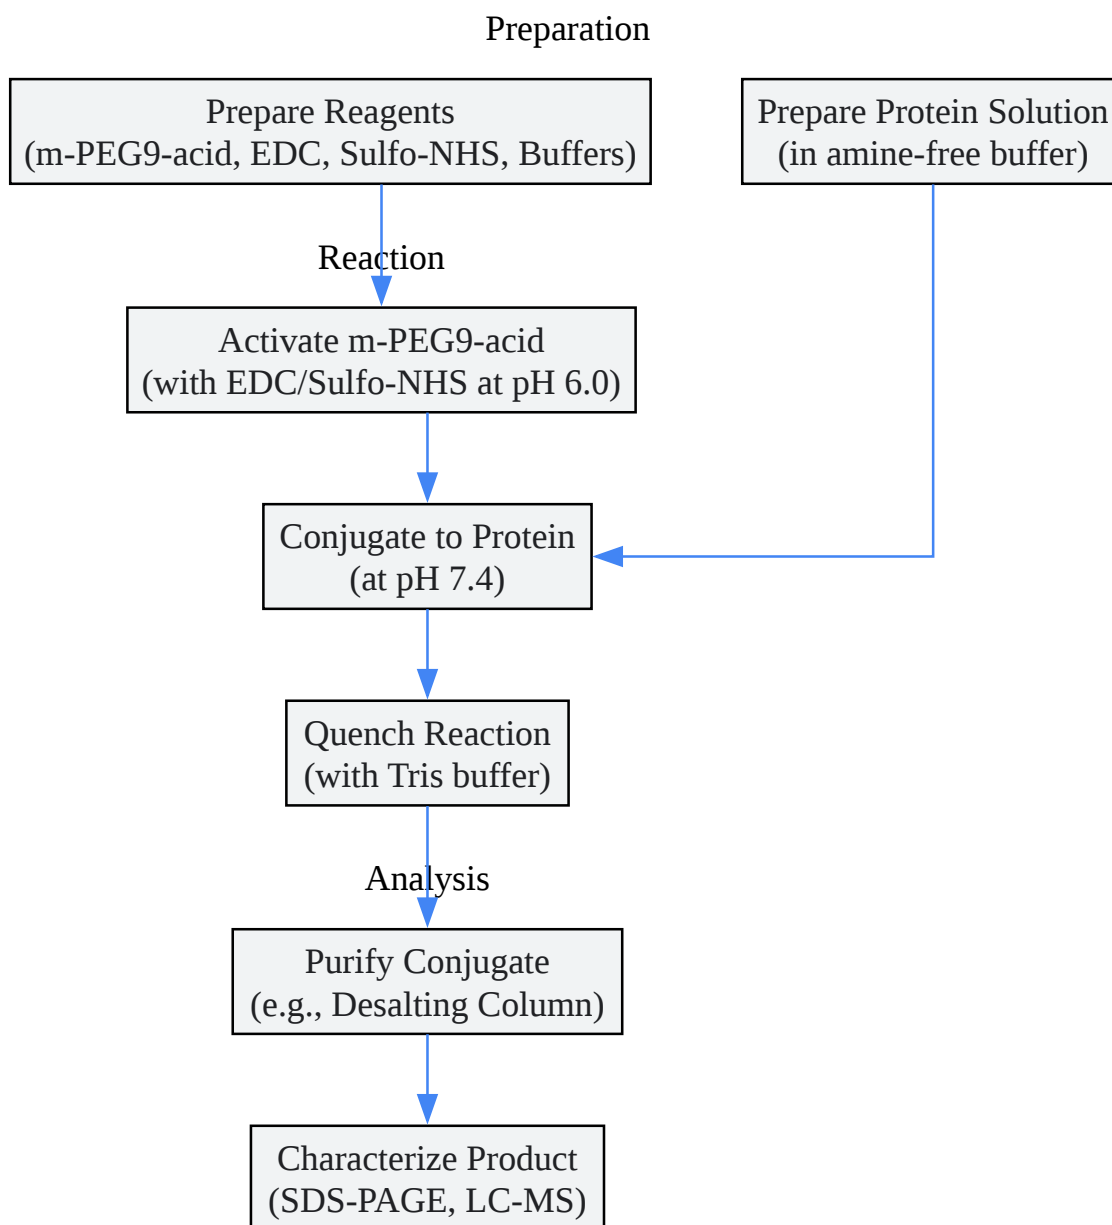 Preparation
Prepare Reagents
(m-PEG9-acid, EDC, Sulfo-NHS, Buffers)
Prepare Protein Solution
(in amine-free buffer)
Reaction
Activate m-PEG9-acid
(with EDC/Sulfo-NHS at pH 6.0)
Conjugate to Protein
(at pH 7.4)
Quench Reaction
(with Tris buffer)
Analysis
Purify Conjugate
(e.g., Desalting Column)
Characterize Product
(SDS-PAGE, LC-MS)